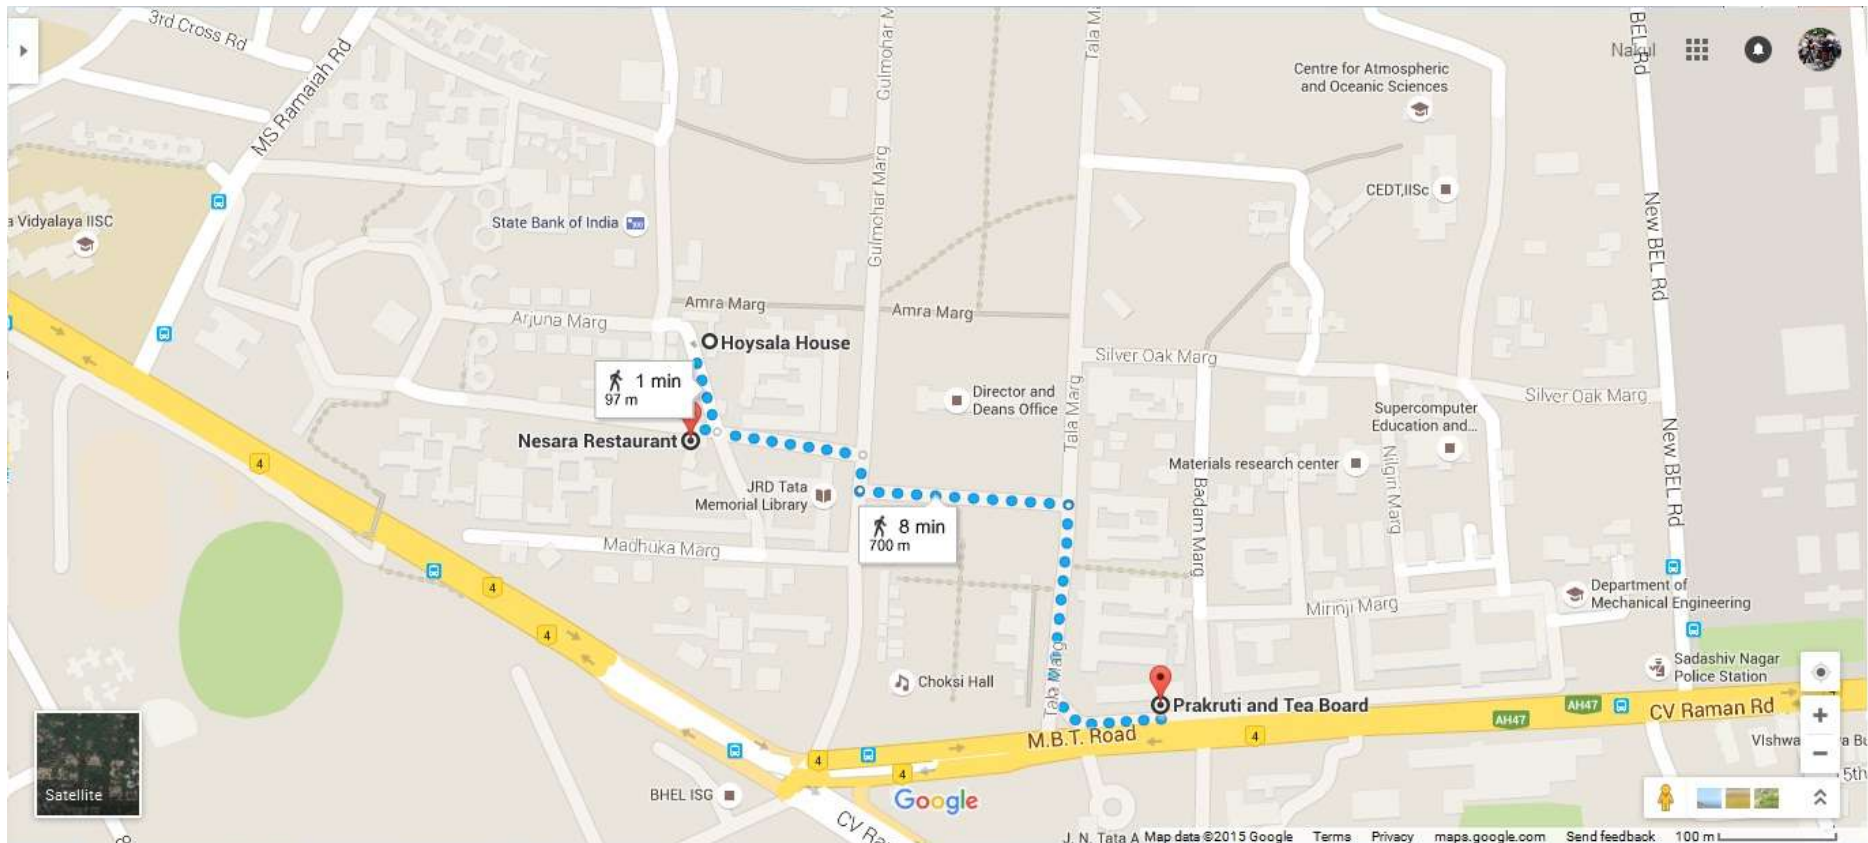 3rd Cross Rd
MS Ramaiah Rd
Gulmohar M
Tala M
BEL Rd
Nakul
Centre for Atmospheric
and Oceanic Sciences
Gulmohar Marg
CEDT,IISc
a Vidyalaya IISC
State Bank of India
New BEL Rd
Amra Marg
Amra Marg
Arjuna Marg
Hoysala House
Silver Oak Marg
1 min
97 m
Director and
Deans Office
Silver Oak Marg
Tala Marg
Supercomputer
Education and...
Nesara Restaurant
New BEL Rd
4
Materials research center
Nilgiri Marg
JRD Tata
Memorial Library
Badam Marg
8 min
700 m
Madhuka Marg
4
Department of
Mechanical Engineering
Mirinji Marg
4
Sadashiv Nagar
Police Station
Choksi Hall
Tala Marg
Prakruti and Tea Board
AH47
AH47
CV Raman Rd
M.B.T. Road
4
4
4
Satellite
BHEL ISG
Google
CV Ra
5th
J. N. Tata A
Map data ©2015 Google Terms Privacy maps.google.com Send feedback 100 m